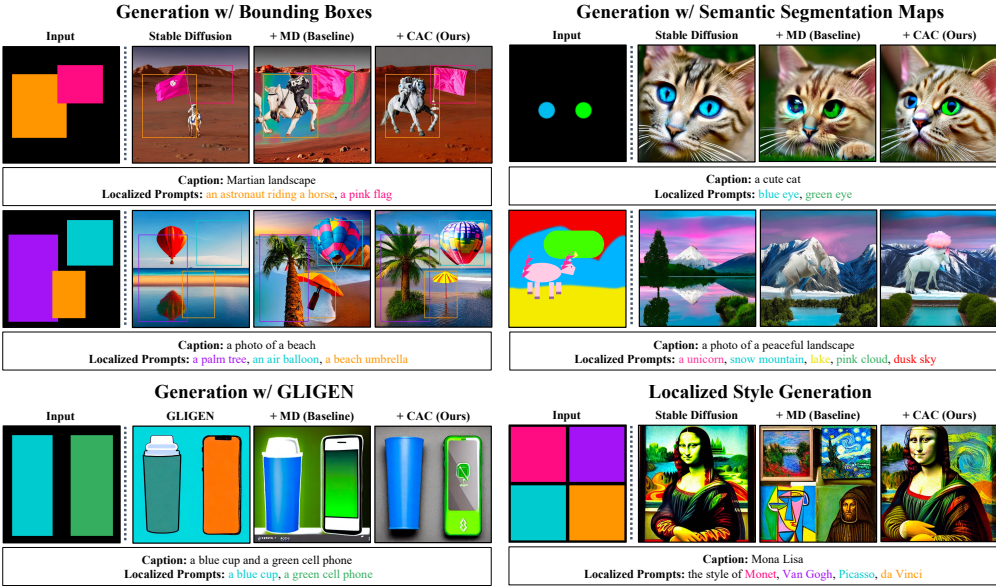 Generation w/ Bounding Boxes
Input
Stable Diffusion
+ MD (Baseline)
+ CAC (Ours)
Caption: Martian landscape
Localized Prompts: an astronaut riding a horse, a pink flag
Caption: a photo of a beach
Localized Prompts: a palm tree, an air balloon, a beach umbrella
Generation w/ Semantic Segmentation Maps
Input
Stable Diffusion
+ MD (Baseline)
+ CAC (Ours)
Caption: a cute cat
Localized Prompts: blue eye, green eye
Caption: a photo of a peaceful landscape
Localized Prompts: a unicorn, snow mountain, lake, pink cloud, dusk sky
Generation w/ GLIGEN
Input
GLIGEN
+ MD (Baseline)
+ CAC (Ours)
Caption: a blue cup and a green cell phone
Localized Prompts: a blue cup, a green cell phone
Localized Style Generation
Input
Stable Diffusion
+ MD (Baseline)
+ CAC (Ours)
Caption: Mona Lisa
Localized Prompts: the style of Monet, Van Gogh, Picasso, da Vinci